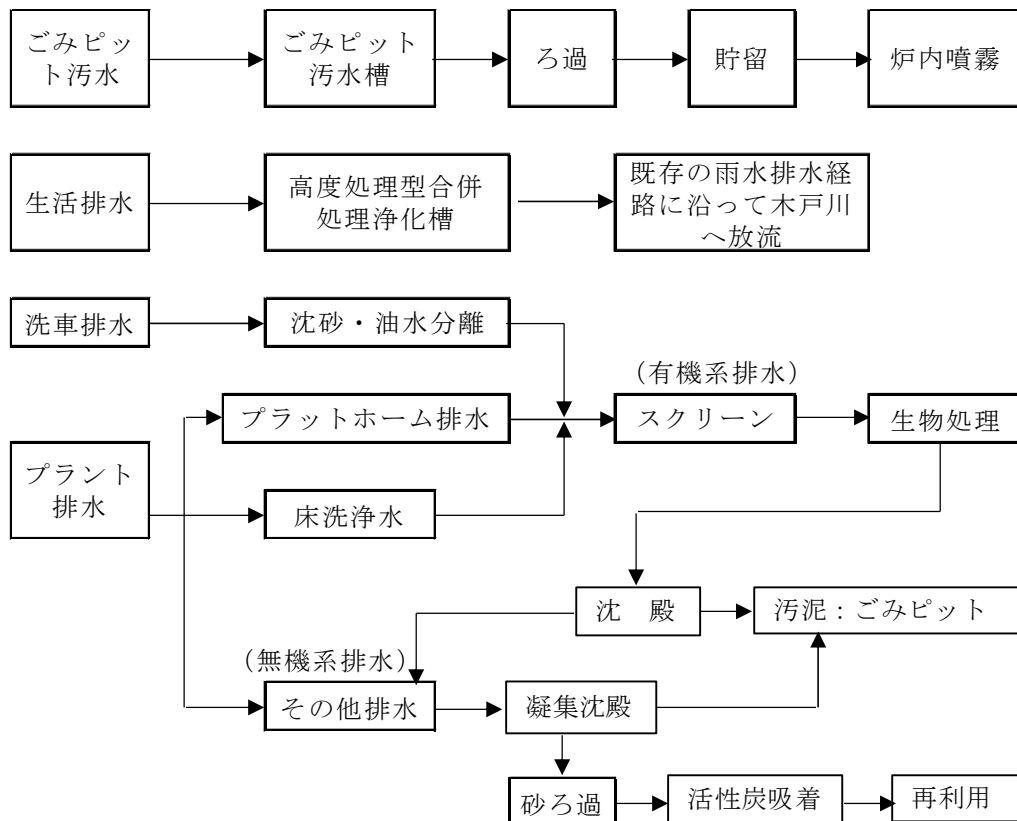 ごみピッ
ト汚水
ごみピット
汚水槽
ろ過
貯留
炉内噴霧
生活排水
高度処理型合併
処理浄化槽
既存の雨水排水経
路に沿って木戸川
へ放流
洗車排水
沈砂・油水分離
(有機系排水)
プラットホーム排水
スクリーン
生物処理
プラント
排水
床洗浄水
沈　殿
汚泥：ごみピット
(無機系排水)
その他排水
凝集沈殿
砂ろ過
活性炭吸着
再利用